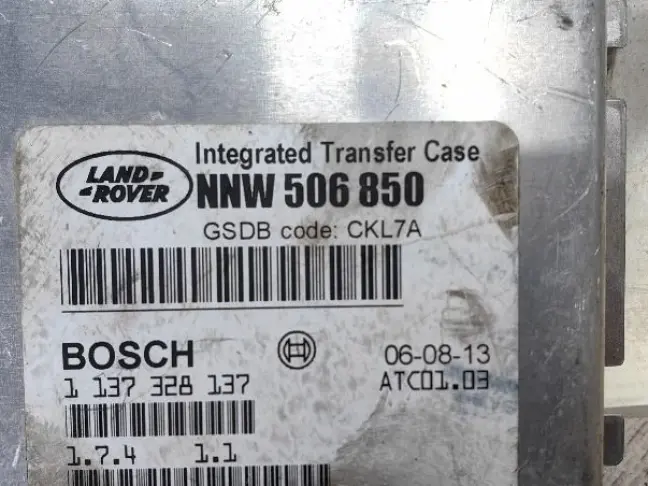 LAND-
-ROVER
Integrated Transfer Case
NNW 506 850
GSDB code: CKL7A
BOSCH
06-08-13
1 137 328 137
ATC01.03
1.7.4 1.1